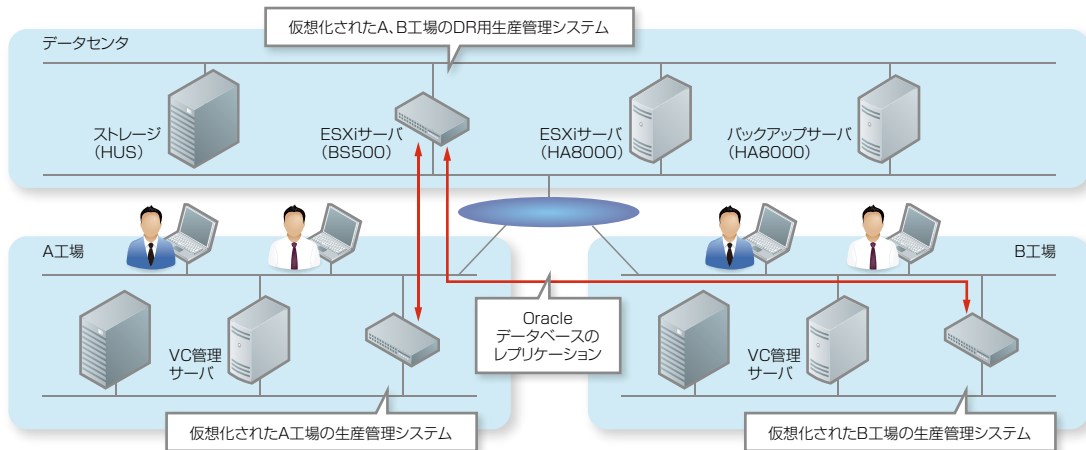 仮想化されたA、B工場のDR用生産管理システム
データセンタ
ストレージ
（HUS）
ESXiサーバ
（BS500）
ESXiサーバ
（HA8000）
バックアップサーバ
（HA8000）
A工場
B工場
Oracle
データベースの
レプリケーション
VC管理
サーバ
VC管理
サーバ
仮想化されたA工場の生産管理システム
仮想化されたB工場の生産管理システム